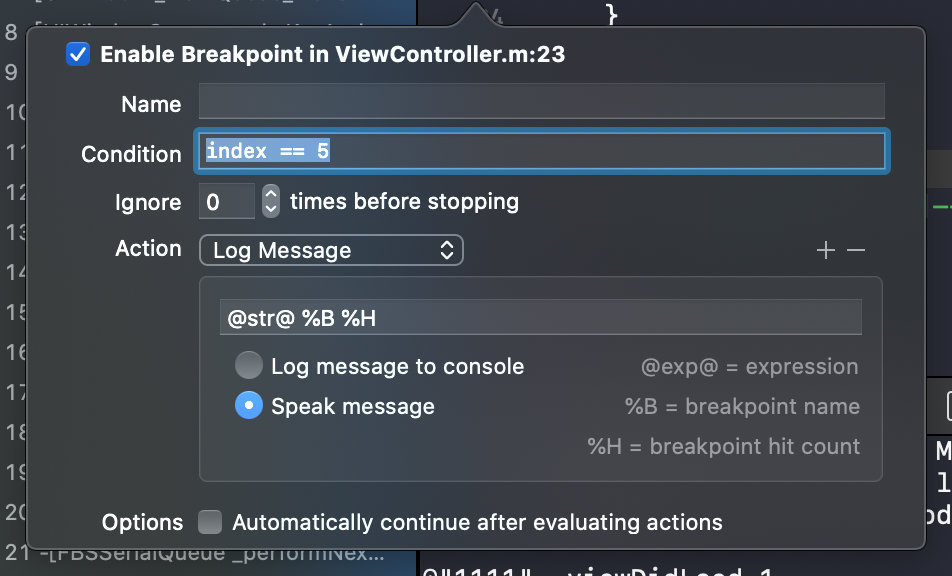 8
}
Enable Breakpoint in ViewController.m:23
9
Name
10
Condition index == 5
11
12
Ignore 0 times before stopping
13
Action Log Message
14
15
@str@ %B %H
16
Log message to console @exp@ = expression
17
Speak message %B = breakpoint name
18
%H = breakpoint hit count
19
20
Options Automatically continue after evaluating actions
21 -[FBSSerialQueue _performNex...